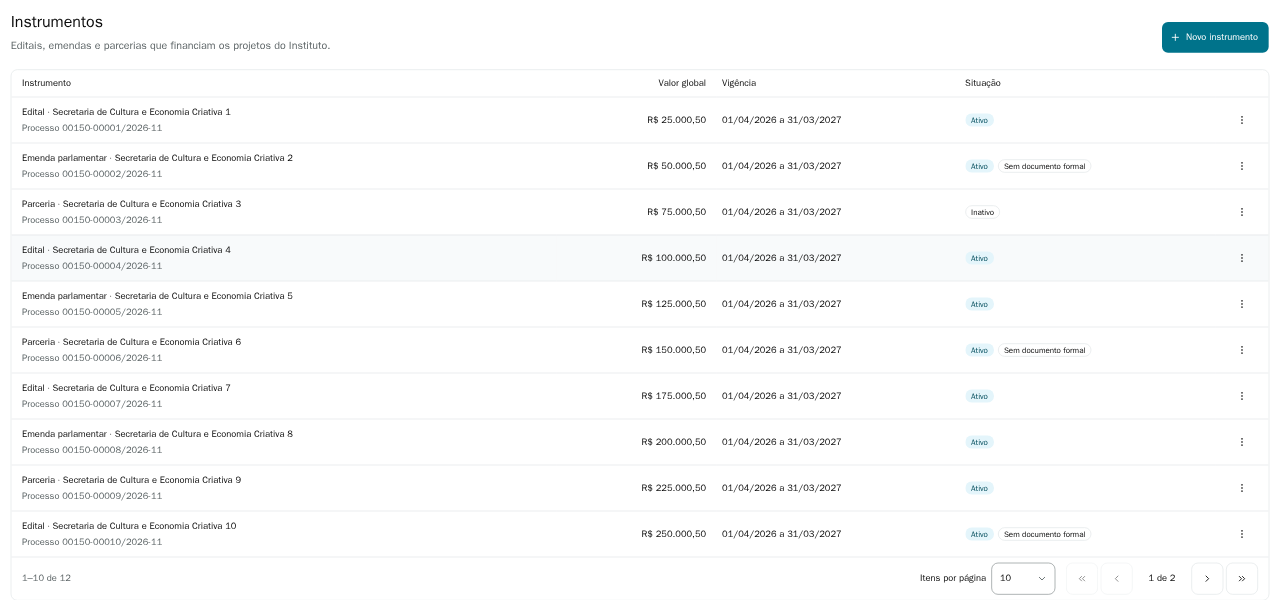 Instrumentos
Editais, emendas e parcerias que financiam os projetos do Instituto.
+ Novo instrumento
Instrumento Valor global Vigência Situação
Edital · Secretaria de Cultura e Economia Criativa 1
Processo 00150-00001/2026-11
R$ 25.000,50 01/04/2026 a 31/03/2027 Ativo
Emenda parlamentar · Secretaria de Cultura e Economia Criativa 2
Processo 00150-00002/2026-11
R$ 50.000,50 01/04/2026 a 31/03/2027 Ativo Sem documento formal
Parceria · Secretaria de Cultura e Economia Criativa 3
Processo 00150-00003/2026-11
R$ 75.000,50 01/04/2026 a 31/03/2027 Inativo
Edital · Secretaria de Cultura e Economia Criativa 4
Processo 00150-00004/2026-11
R$ 100.000,50 01/04/2026 a 31/03/2027 Ativo
Emenda parlamentar · Secretaria de Cultura e Economia Criativa 5
Processo 00150-00005/2026-11
R$ 125.000,50 01/04/2026 a 31/03/2027 Ativo
Parceria · Secretaria de Cultura e Economia Criativa 6
Processo 00150-00006/2026-11
R$ 150.000,50 01/04/2026 a 31/03/2027 Ativo Sem documento formal
Edital · Secretaria de Cultura e Economia Criativa 7
Processo 00150-00007/2026-11
R$ 175.000,50 01/04/2026 a 31/03/2027 Ativo
Emenda parlamentar · Secretaria de Cultura e Economia Criativa 8
Processo 00150-00008/2026-11
R$ 200.000,50 01/04/2026 a 31/03/2027 Ativo
Parceria · Secretaria de Cultura e Economia Criativa 9
Processo 00150-00009/2026-11
R$ 225.000,50 01/04/2026 a 31/03/2027 Ativo
Edital · Secretaria de Cultura e Economia Criativa 10
Processo 00150-00010/2026-11
R$ 250.000,50 01/04/2026 a 31/03/2027 Ativo Sem documento formal
1–10 de 12 Itens por página 10 « ‹ 1 de 2 › »